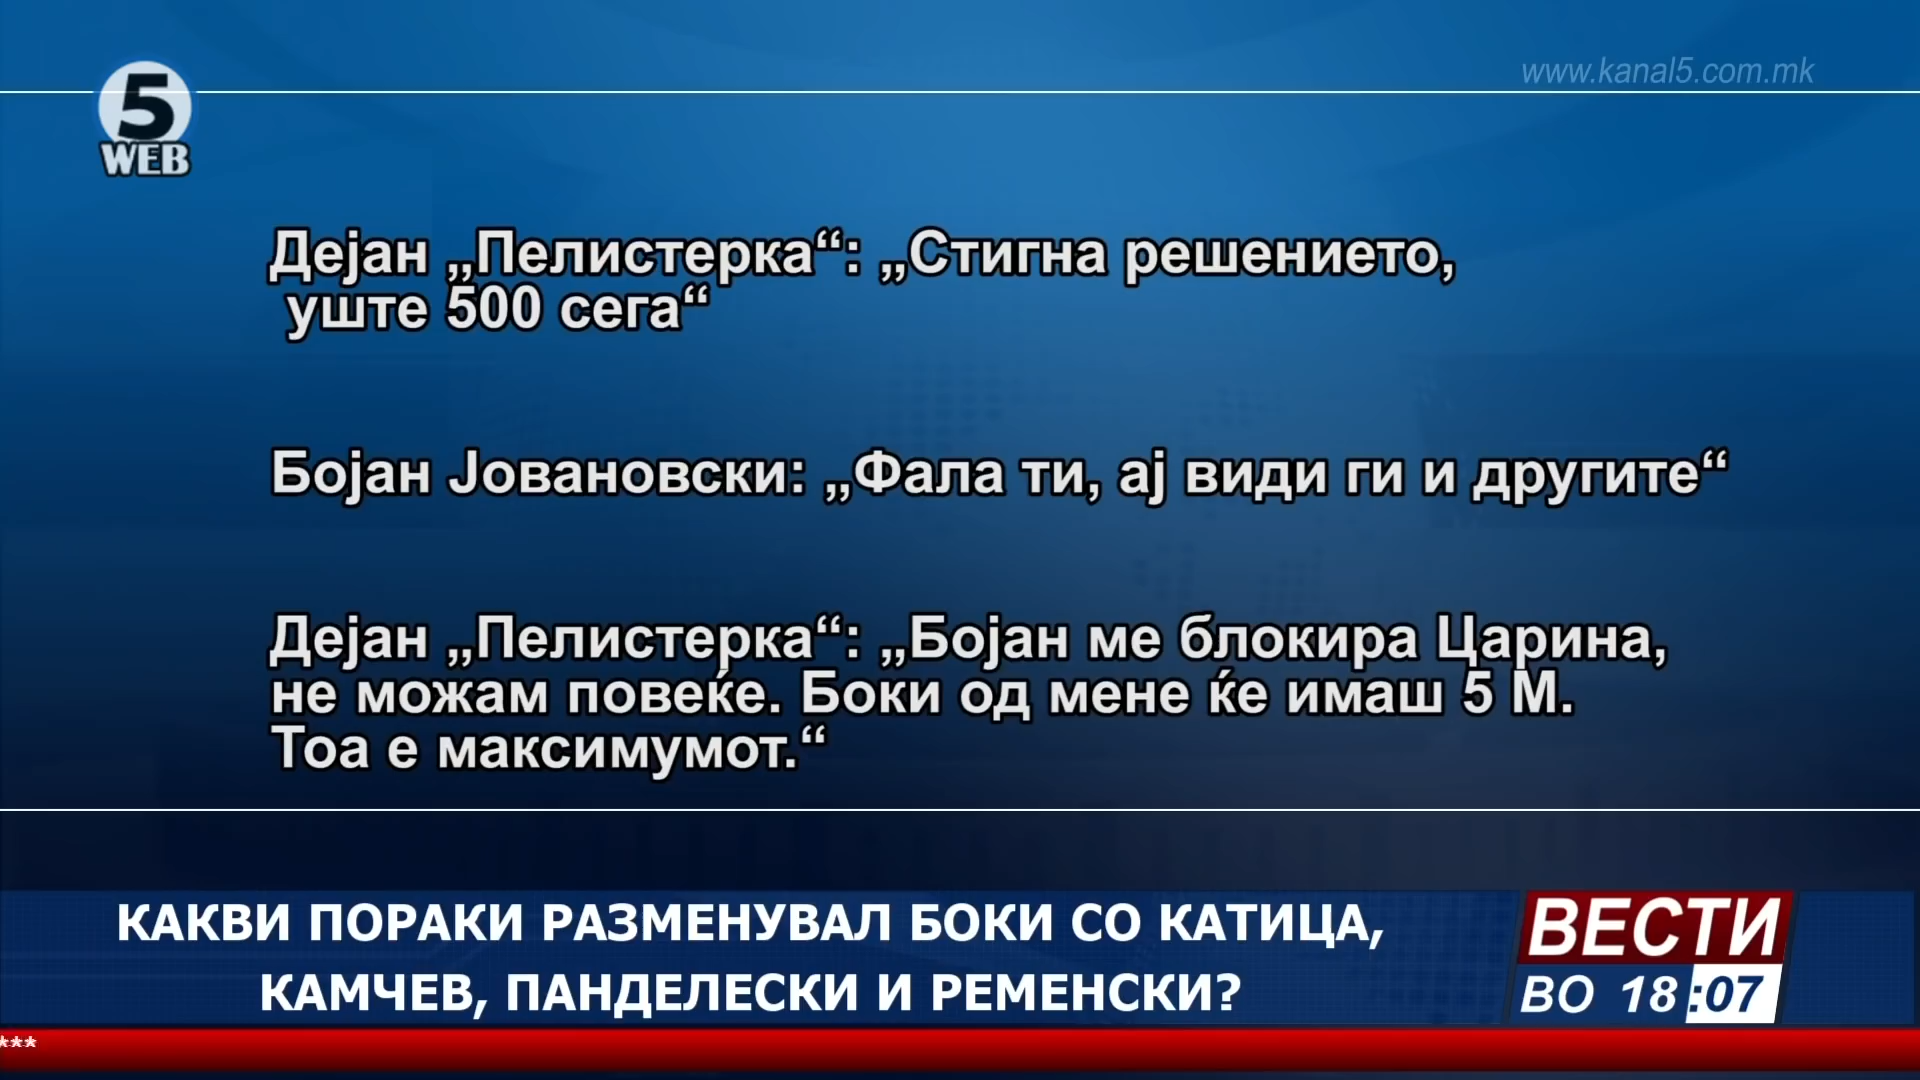 www.kanal5.com.mk
5
WEB
Дејан „Пелистерка“: „Стигна решението,
уште 500 сега“
Бојан Јовановски: „Фала ти, ај види ги и другите“
Дејан „Пелистерка“: „Бојан ме блокира Царина,
не можам повеќе. Боки од мене ќе имаш 5 М.
Тоа е максимумот.“
КАКВИ ПОРАКИ РАЗМЕНУВАЛ БОКИ СО КАТИЦА,
КАМЧЕВ, ПАНДЕЛЕСКИ И РЕМЕНСКИ?
ВЕСТИ
ВО 18:07
***